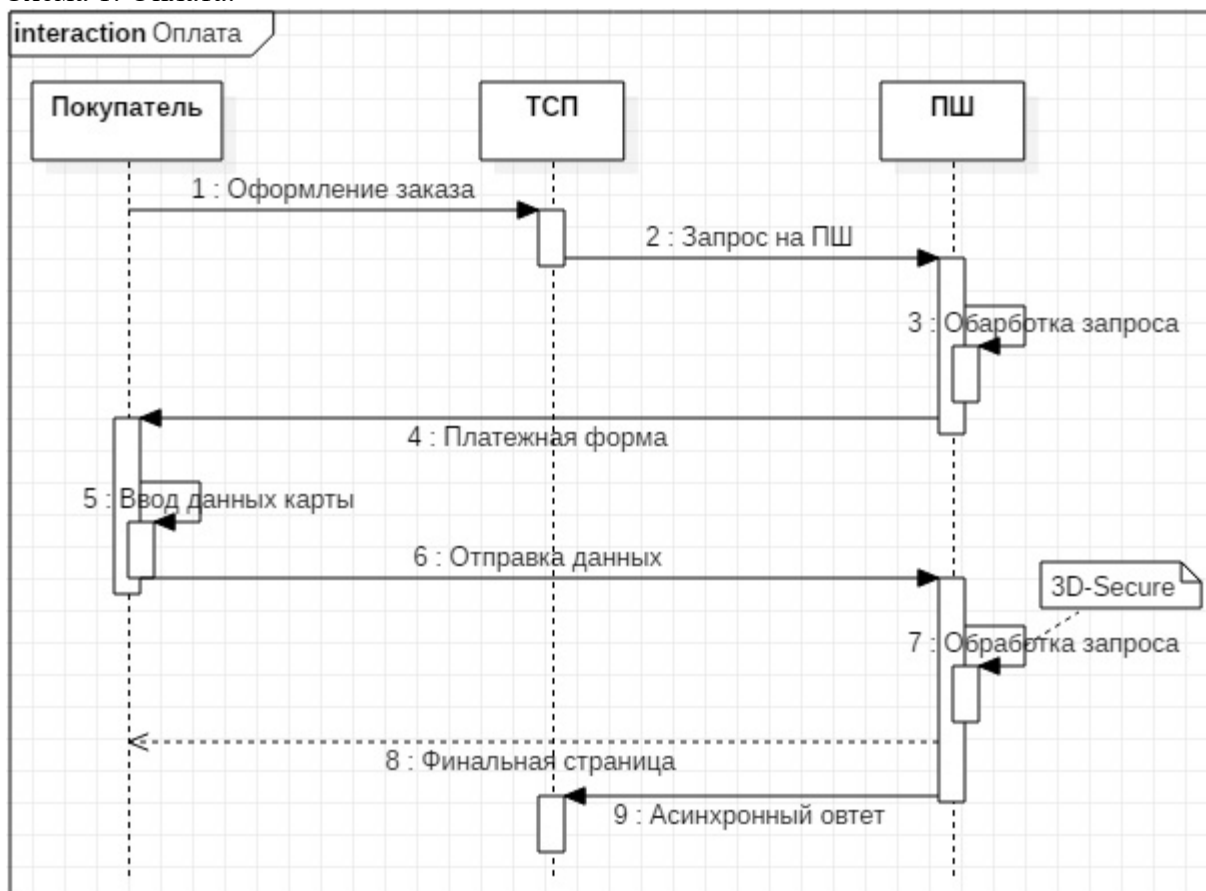 interaction Оплата
Покупатель
ТСП
ПШ
1 : Оформление заказа
2 : Запрос на ПШ
3 : Обарботка запроса
4 : Платежная форма
5 : Ввод данных карты
6 : Отправка данных
3D-Secure
7 : Обработка запроса
8 : Финальная страница
9 : Асинхронный овтет